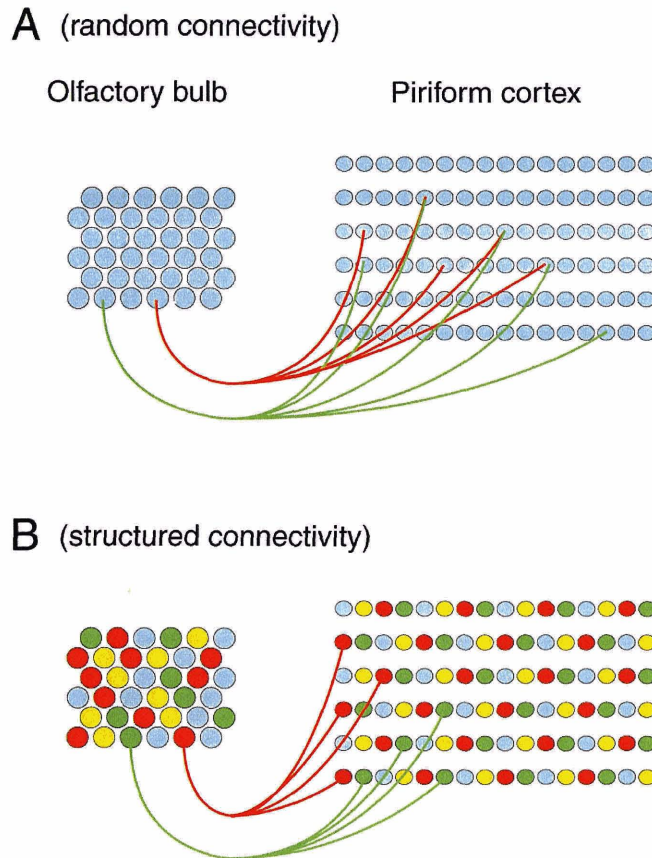 A (random connectivity)
Olfactory bulb Piriform cortex
B (structured connectivity)